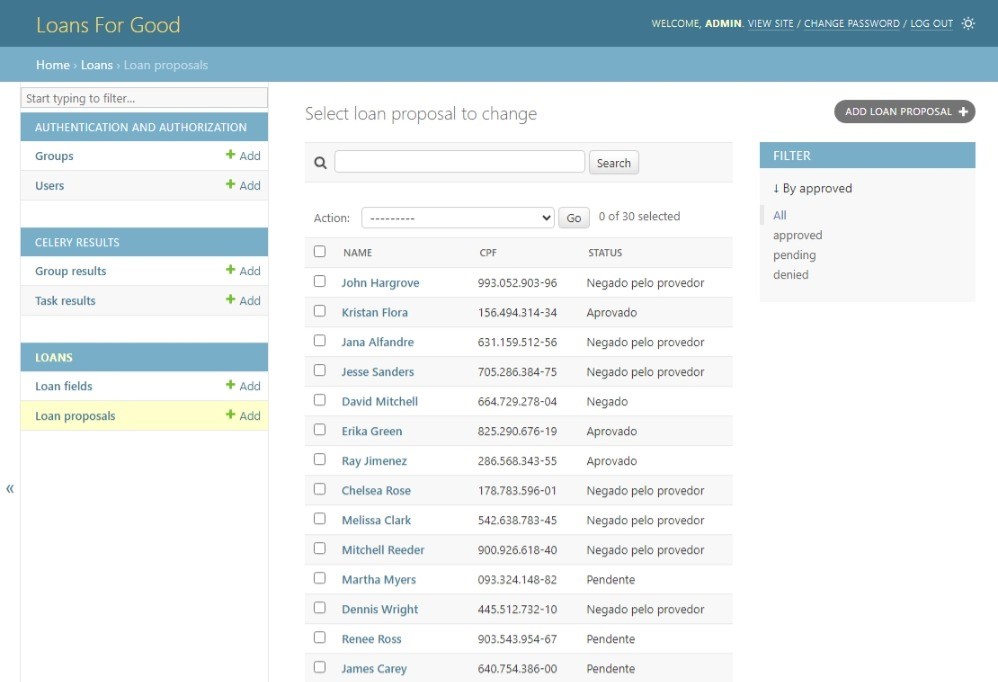 Loans For Good
WELCOME, ADMIN. VIEW SITE / CHANGE PASSWORD / LOG OUT
Home › Loans › Loan proposals
Start typing to filter...
AUTHENTICATION AND AUTHORIZATION
Groups + Add
Users + Add
CELERY RESULTS
Group results + Add
Task results + Add
LOANS
Loan fields + Add
Loan proposals + Add
«
Select loan proposal to change
ADD LOAN PROPOSAL +
Search
Action: --------- Go 0 of 30 selected
NAME CPF STATUS
John Hargrove 993.052.903-96 Negado pelo provedor
Kristan Flora 156.494.314-34 Aprovado
Jana Alfandre 631.159.512-56 Negado pelo provedor
Jesse Sanders 705.286.384-75 Negado pelo provedor
David Mitchell 664.729.278-04 Negado
Erika Green 825.290.676-19 Aprovado
Ray Jimenez 286.568.343-55 Aprovado
Chelsea Rose 178.783.596-01 Negado pelo provedor
Melissa Clark 542.638.783-45 Negado pelo provedor
Mitchell Reeder 900.926.618-40 Negado pelo provedor
Martha Myers 093.324.148-82 Pendente
Dennis Wright 445.512.732-10 Negado pelo provedor
Renee Ross 903.543.954-67 Pendente
James Carey 640.754.386-00 Pendente
FILTER
↓ By approved
All
approved
pending
denied